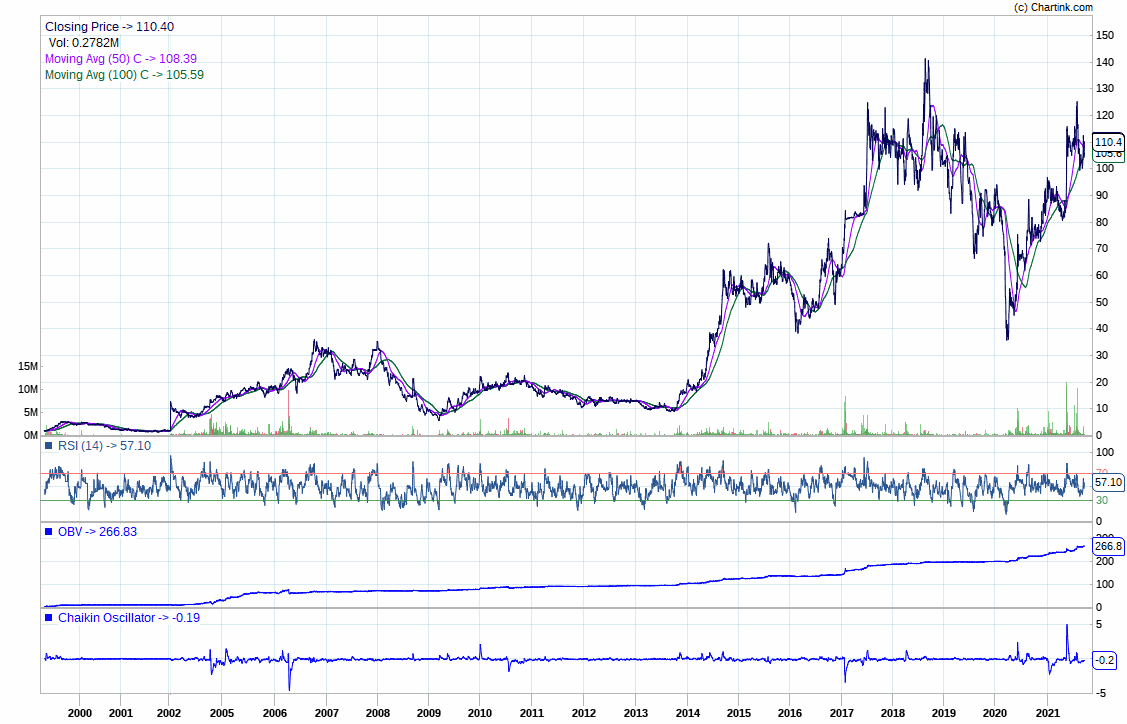 (c) Chartink.com
Closing Price -> 110.40
Vol: 0.2782M
Moving Avg (50) C -> 108.39
Moving Avg (100) C -> 105.59
150
140
130
120
110.4
105.6
100
90
80
70
60
50
40
30
20
10
0
15M
10M
5M
0M
RSI (14) -> 57.10
100
70
57.10
30
0
OBV -> 266.83
300
266.8
200
100
0
Chaikin Oscillator -> -0.19
5
-0.2
-5
2000 2001 2002 2005 2006 2007 2008 2009 2010 2011 2012 2013 2014 2015 2016 2017 2018 2019 2020 2021